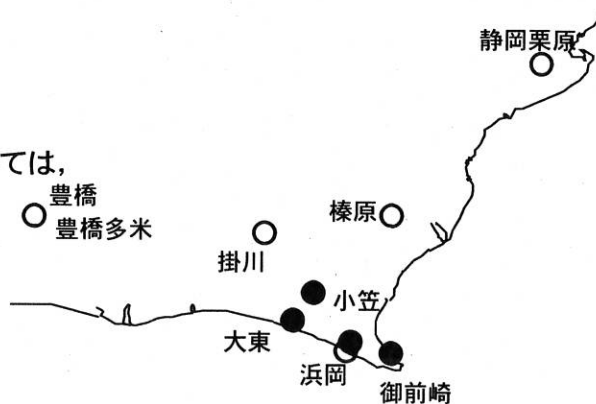 静岡栗原
ては,
豊橋
豊橋多米
榛原
掛川
小笠
大東
浜岡
御前崎